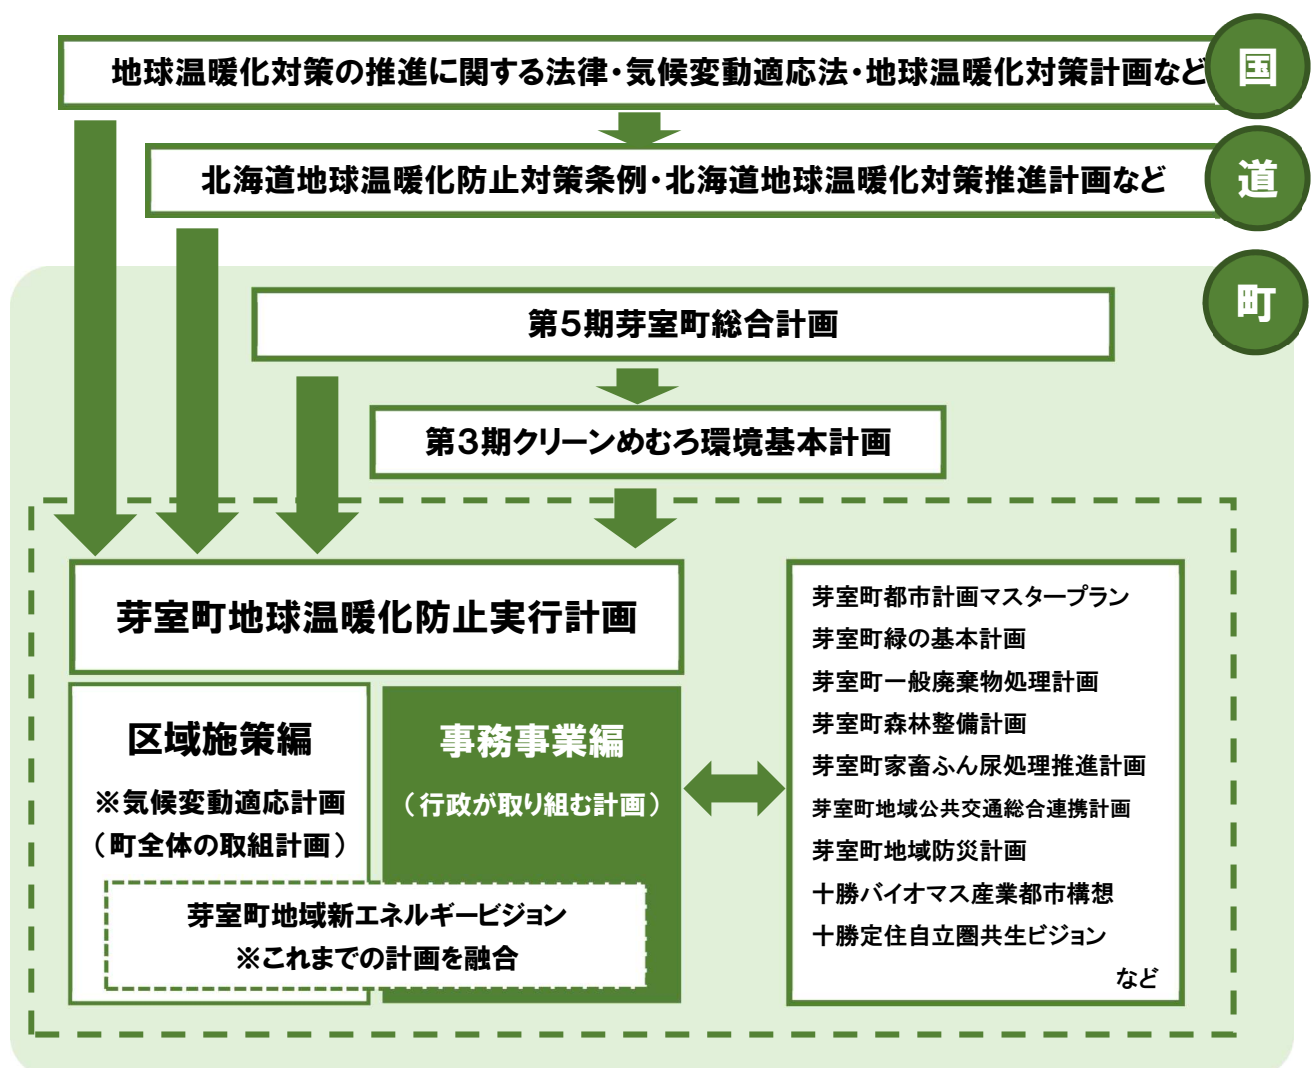 地球温暖化対策の推進に関する法律・気候変動適応法・地球温暖化対策計画など
国
北海道地球温暖化防止対策条例・北海道地球温暖化対策推進計画など
道
町
第5期芽室町総合計画
第3期クリーンめむろ環境基本計画
芽室町地球温暖化防止実行計画
区域施策編
※気候変動適応計画
（町全体の取組計画）
事務事業編
（行政が取り組む計画）
芽室町地域新エネルギービジョン
※これまでの計画を融合
芽室町都市計画マスタープラン
芽室町緑の基本計画
芽室町一般廃棄物処理計画
芽室町森林整備計画
芽室町家畜ふん尿処理推進計画
芽室町地域公共交通総合連携計画
芽室町地域防災計画
十勝バイオマス産業都市構想
十勝定住自立圏共生ビジョン
など